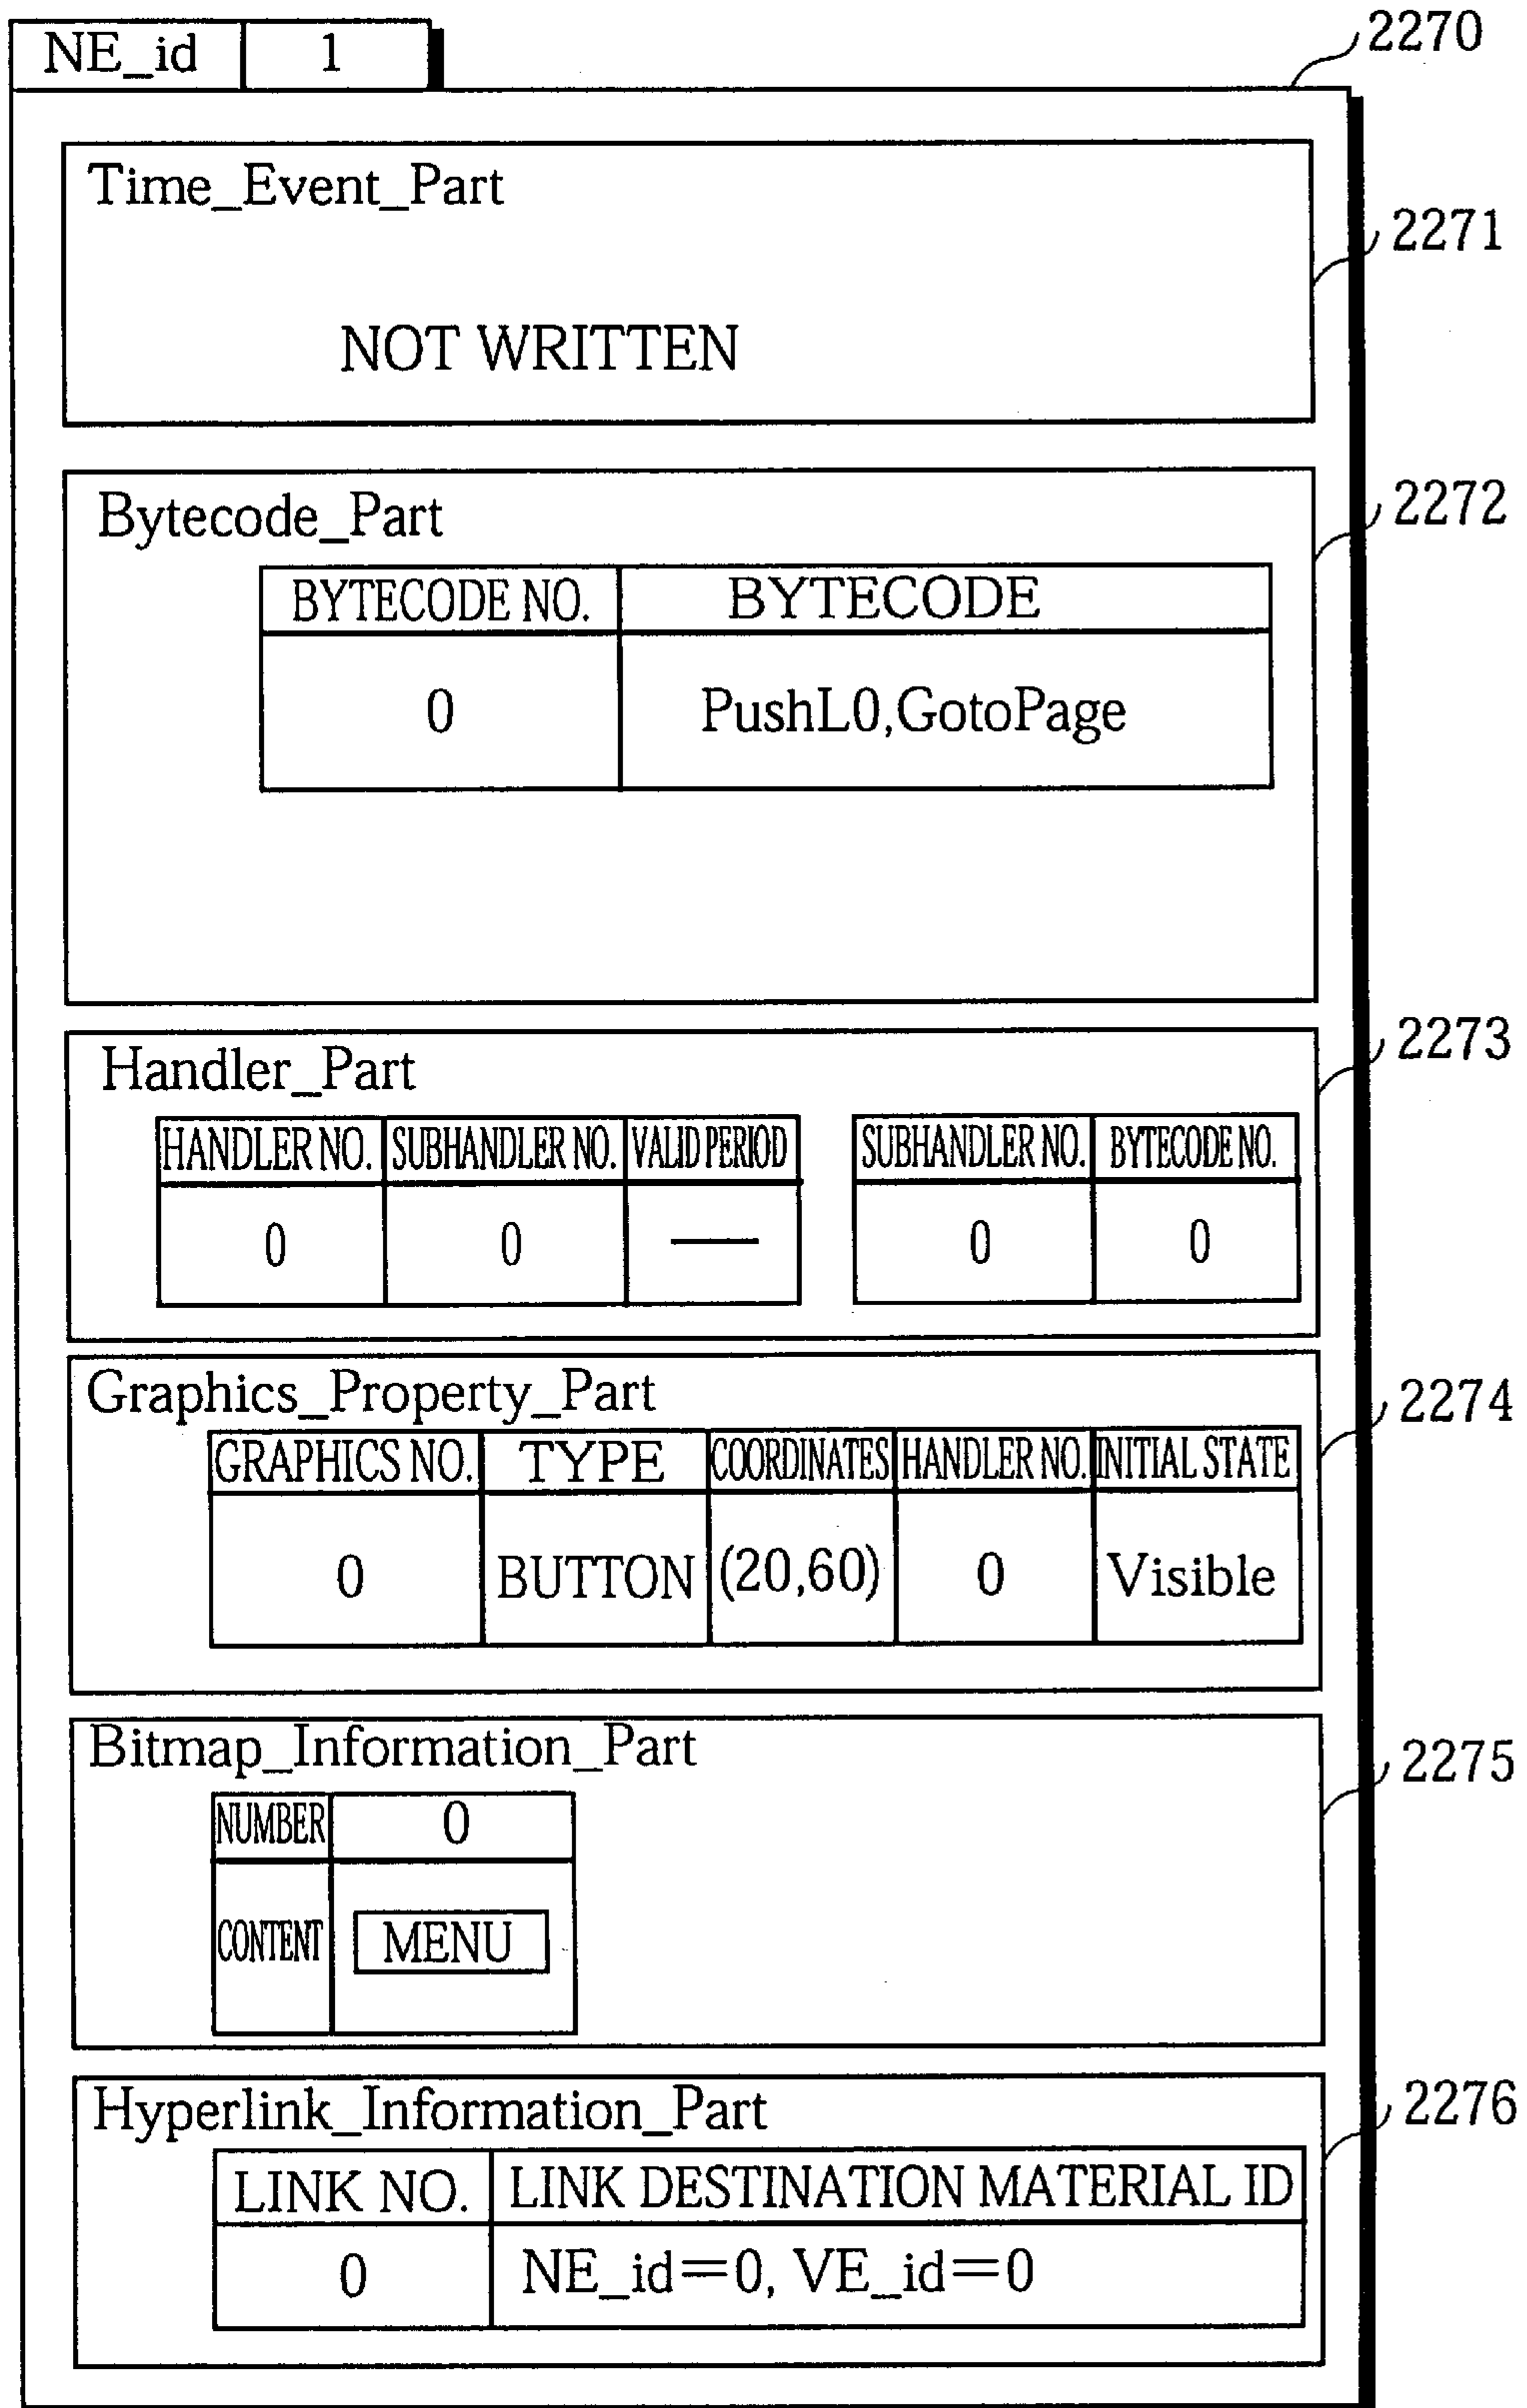 NE_id 1
2270
Time_Event_Part
2271
NOT WRITTEN
Bytecode_Part
2272
BYTECODE NO. BYTECODE
0 PushL0,GotoPage
Handler_Part
2273
HANDLER NO. SUBHANDLER NO. VALID PERIOD SUBHANDLER NO. BYTECODE NO.
0 0 — 0 0
Graphics_Property_Part
2274
GRAPHICS NO. TYPE COORDINATES HANDLER NO. INITIAL STATE
0 BUTTON (20,60) 0 Visible
Bitmap_Information_Part
2275
NUMBER 0
CONTENT MENU
Hyperlink_Information_Part
2276
LINK NO. LINK DESTINATION MATERIAL ID
0 NE_id=0, VE_id=0